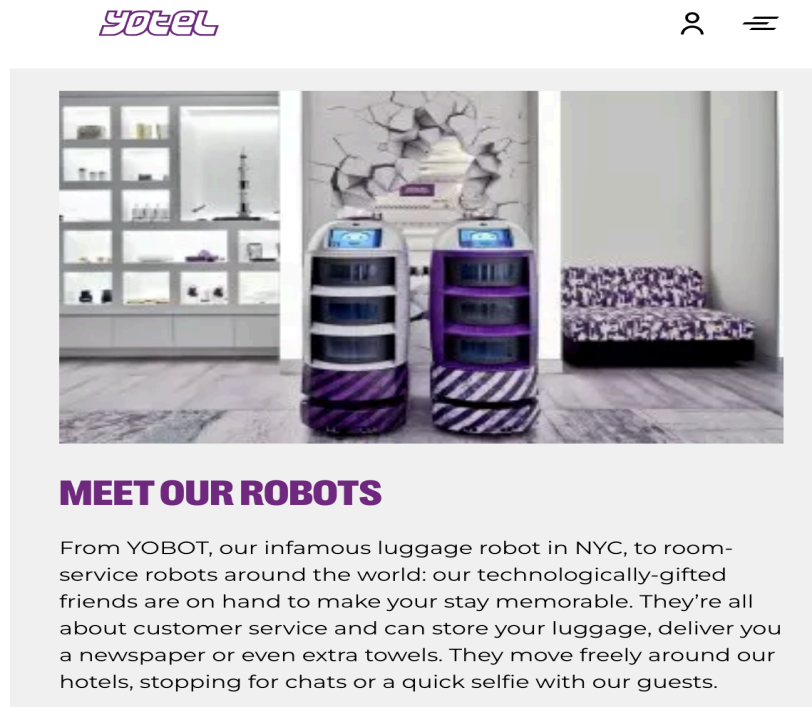 YOTEL
MEET OUR ROBOTS
From YOBOT, our infamous luggage robot in NYC, to room-
service robots around the world: our technologically-gifted
friends are on hand to make your stay memorable. They’re all
about customer service and can store your luggage, deliver you
a newspaper or even extra towels. They move freely around our
hotels, stopping for chats or a quick selfie with our guests.